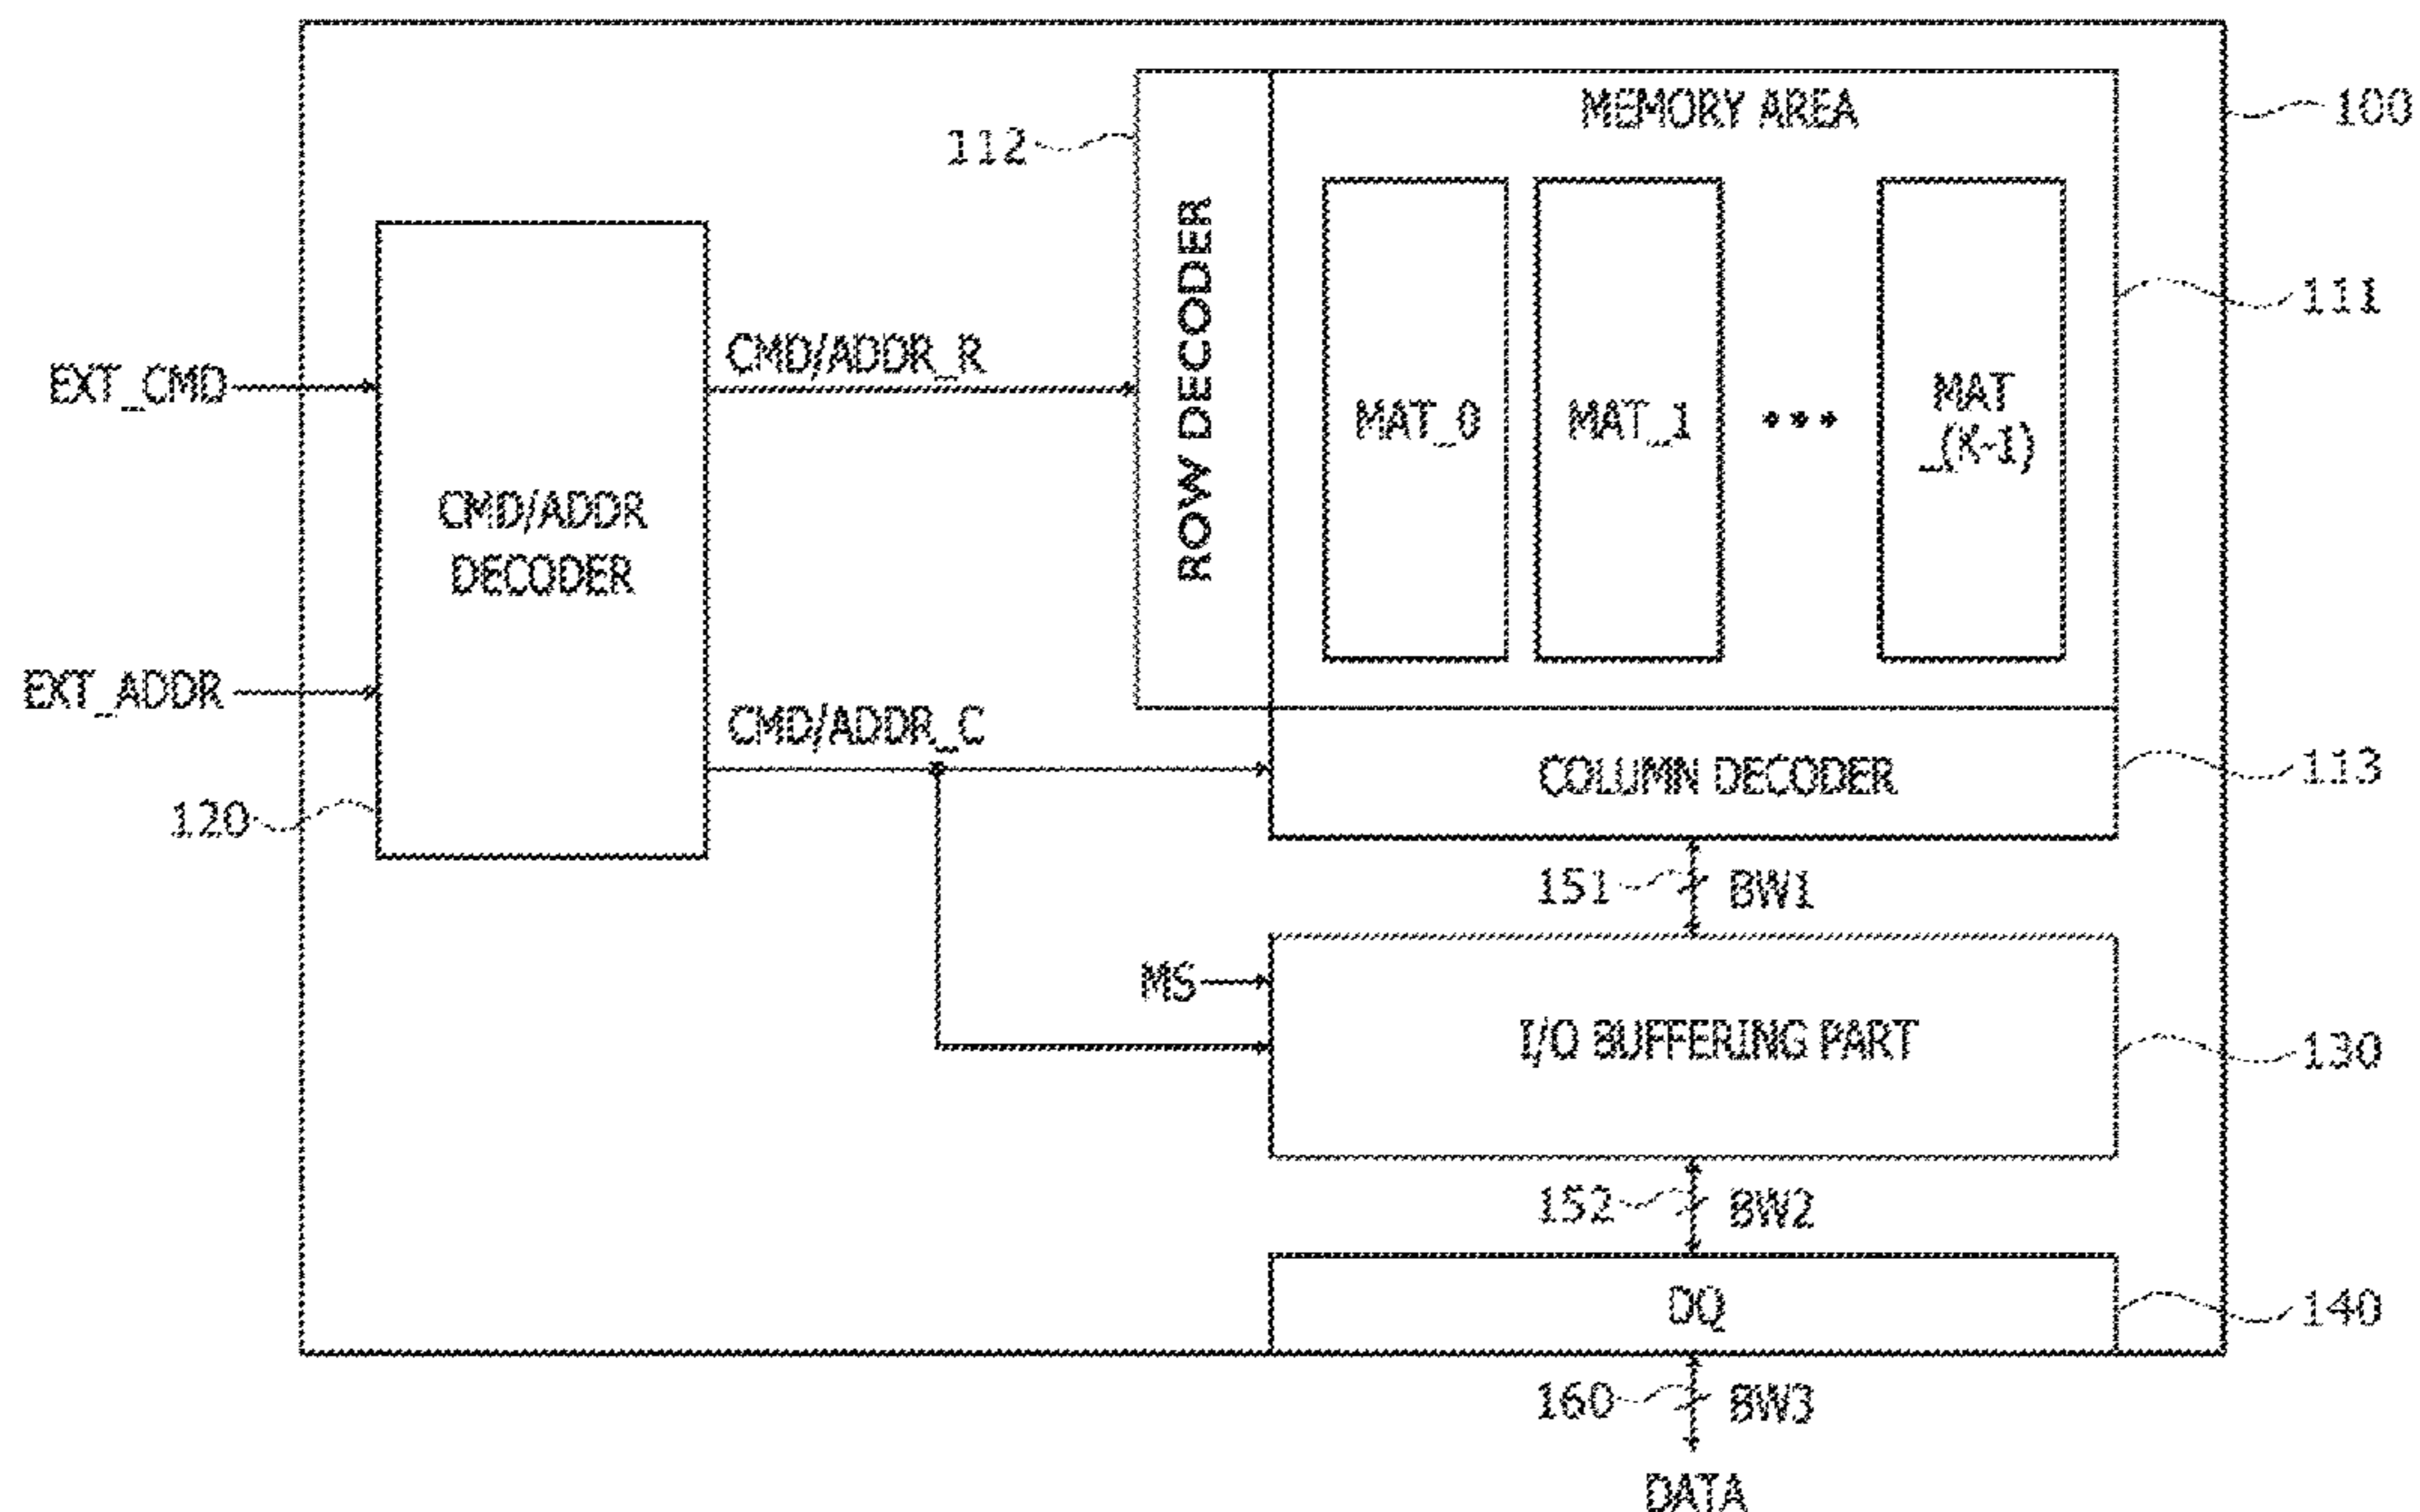 MEMORY AREA
100
112
ROW DECODER
111
EXT_CMD
CMD/ADDR_R
MAT_0
MAT_1
MAT
_(K-1)
CMD/ADDR
DECODER
EXT_ADDR
CMD/ADDR_C
COLUMN DECODER
113
120
151
BW1
MS
I/O BUFFERING PART
130
152
BW2
DQ
140
160
BW3
DATA